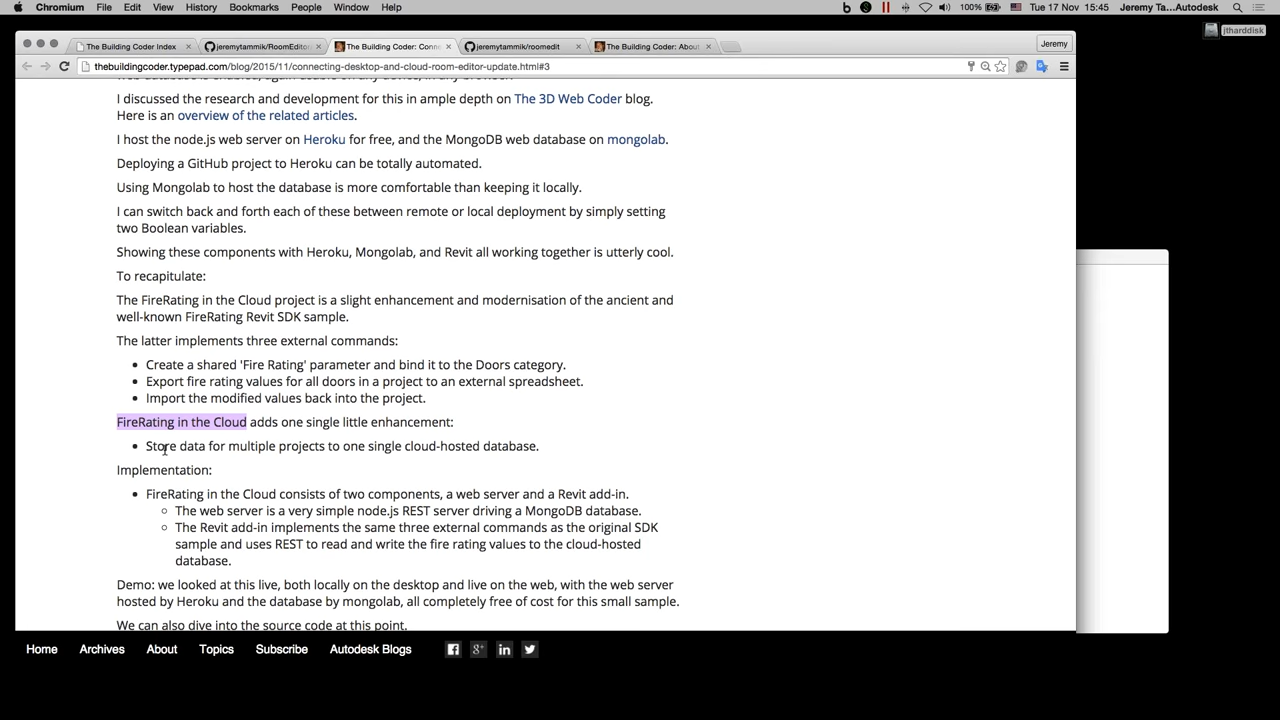 Chromium File Edit View History Bookmarks People Window Help 100% Tue 17 Nov 15:45 Jeremy Ta...Autodesk
jtharddisk
The Building Coder Index jeremytammik/RoomEditor The Building Coder: Conn jeremytammik/roomedit The Building Coder: Abou Jeremy
thebuildingcoder.typepad.com/blog/2015/11/connecting-desktop-and-cloud-room-editor-update.html#3
I discussed the research and development for this in ample depth on The 3D Web Coder blog.
Here is an overview of the related articles.
I host the node.js web server on Heroku for free, and the MongoDB web database on mongolab.
Deploying a GitHub project to Heroku can be totally automated.
Using Mongolab to host the database is more comfortable than keeping it locally.
I can switch back and forth each of these between remote or local deployment by simply setting
two Boolean variables.
Showing these components with Heroku, Mongolab, and Revit all working together is utterly cool.
To recapitulate:
The FireRating in the Cloud project is a slight enhancement and modernisation of the ancient and
well-known FireRating Revit SDK sample.
The latter implements three external commands:
• Create a shared 'Fire Rating' parameter and bind it to the Doors category.
• Export fire rating values for all doors in a project to an external spreadsheet.
• Import the modified values back into the project.
FireRating in the Cloud adds one single little enhancement:
• Store data for multiple projects to one single cloud-hosted database.
Implementation:
• FireRating in the Cloud consists of two components, a web server and a Revit add-in.
◦ The web server is a very simple node.js REST server driving a MongoDB database.
◦ The Revit add-in implements the same three external commands as the original SDK
sample and uses REST to read and write the fire rating values to the cloud-hosted
database.
Demo: we looked at this live, both locally on the desktop and live on the web, with the web server
hosted by Heroku and the database by mongolab, all completely free of cost for this small sample.
We can also dive into the source code at this point.
Home Archives About Topics Subscribe Autodesk Blogs